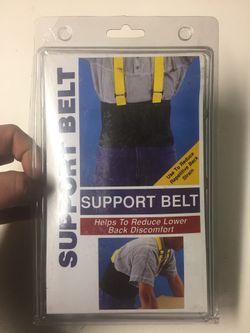 SUPPORT BELT
Use To Reduce
Repetitive Back
Strain
SUPPORT BELT
Helps To Reduce Lower
Back Discomfort